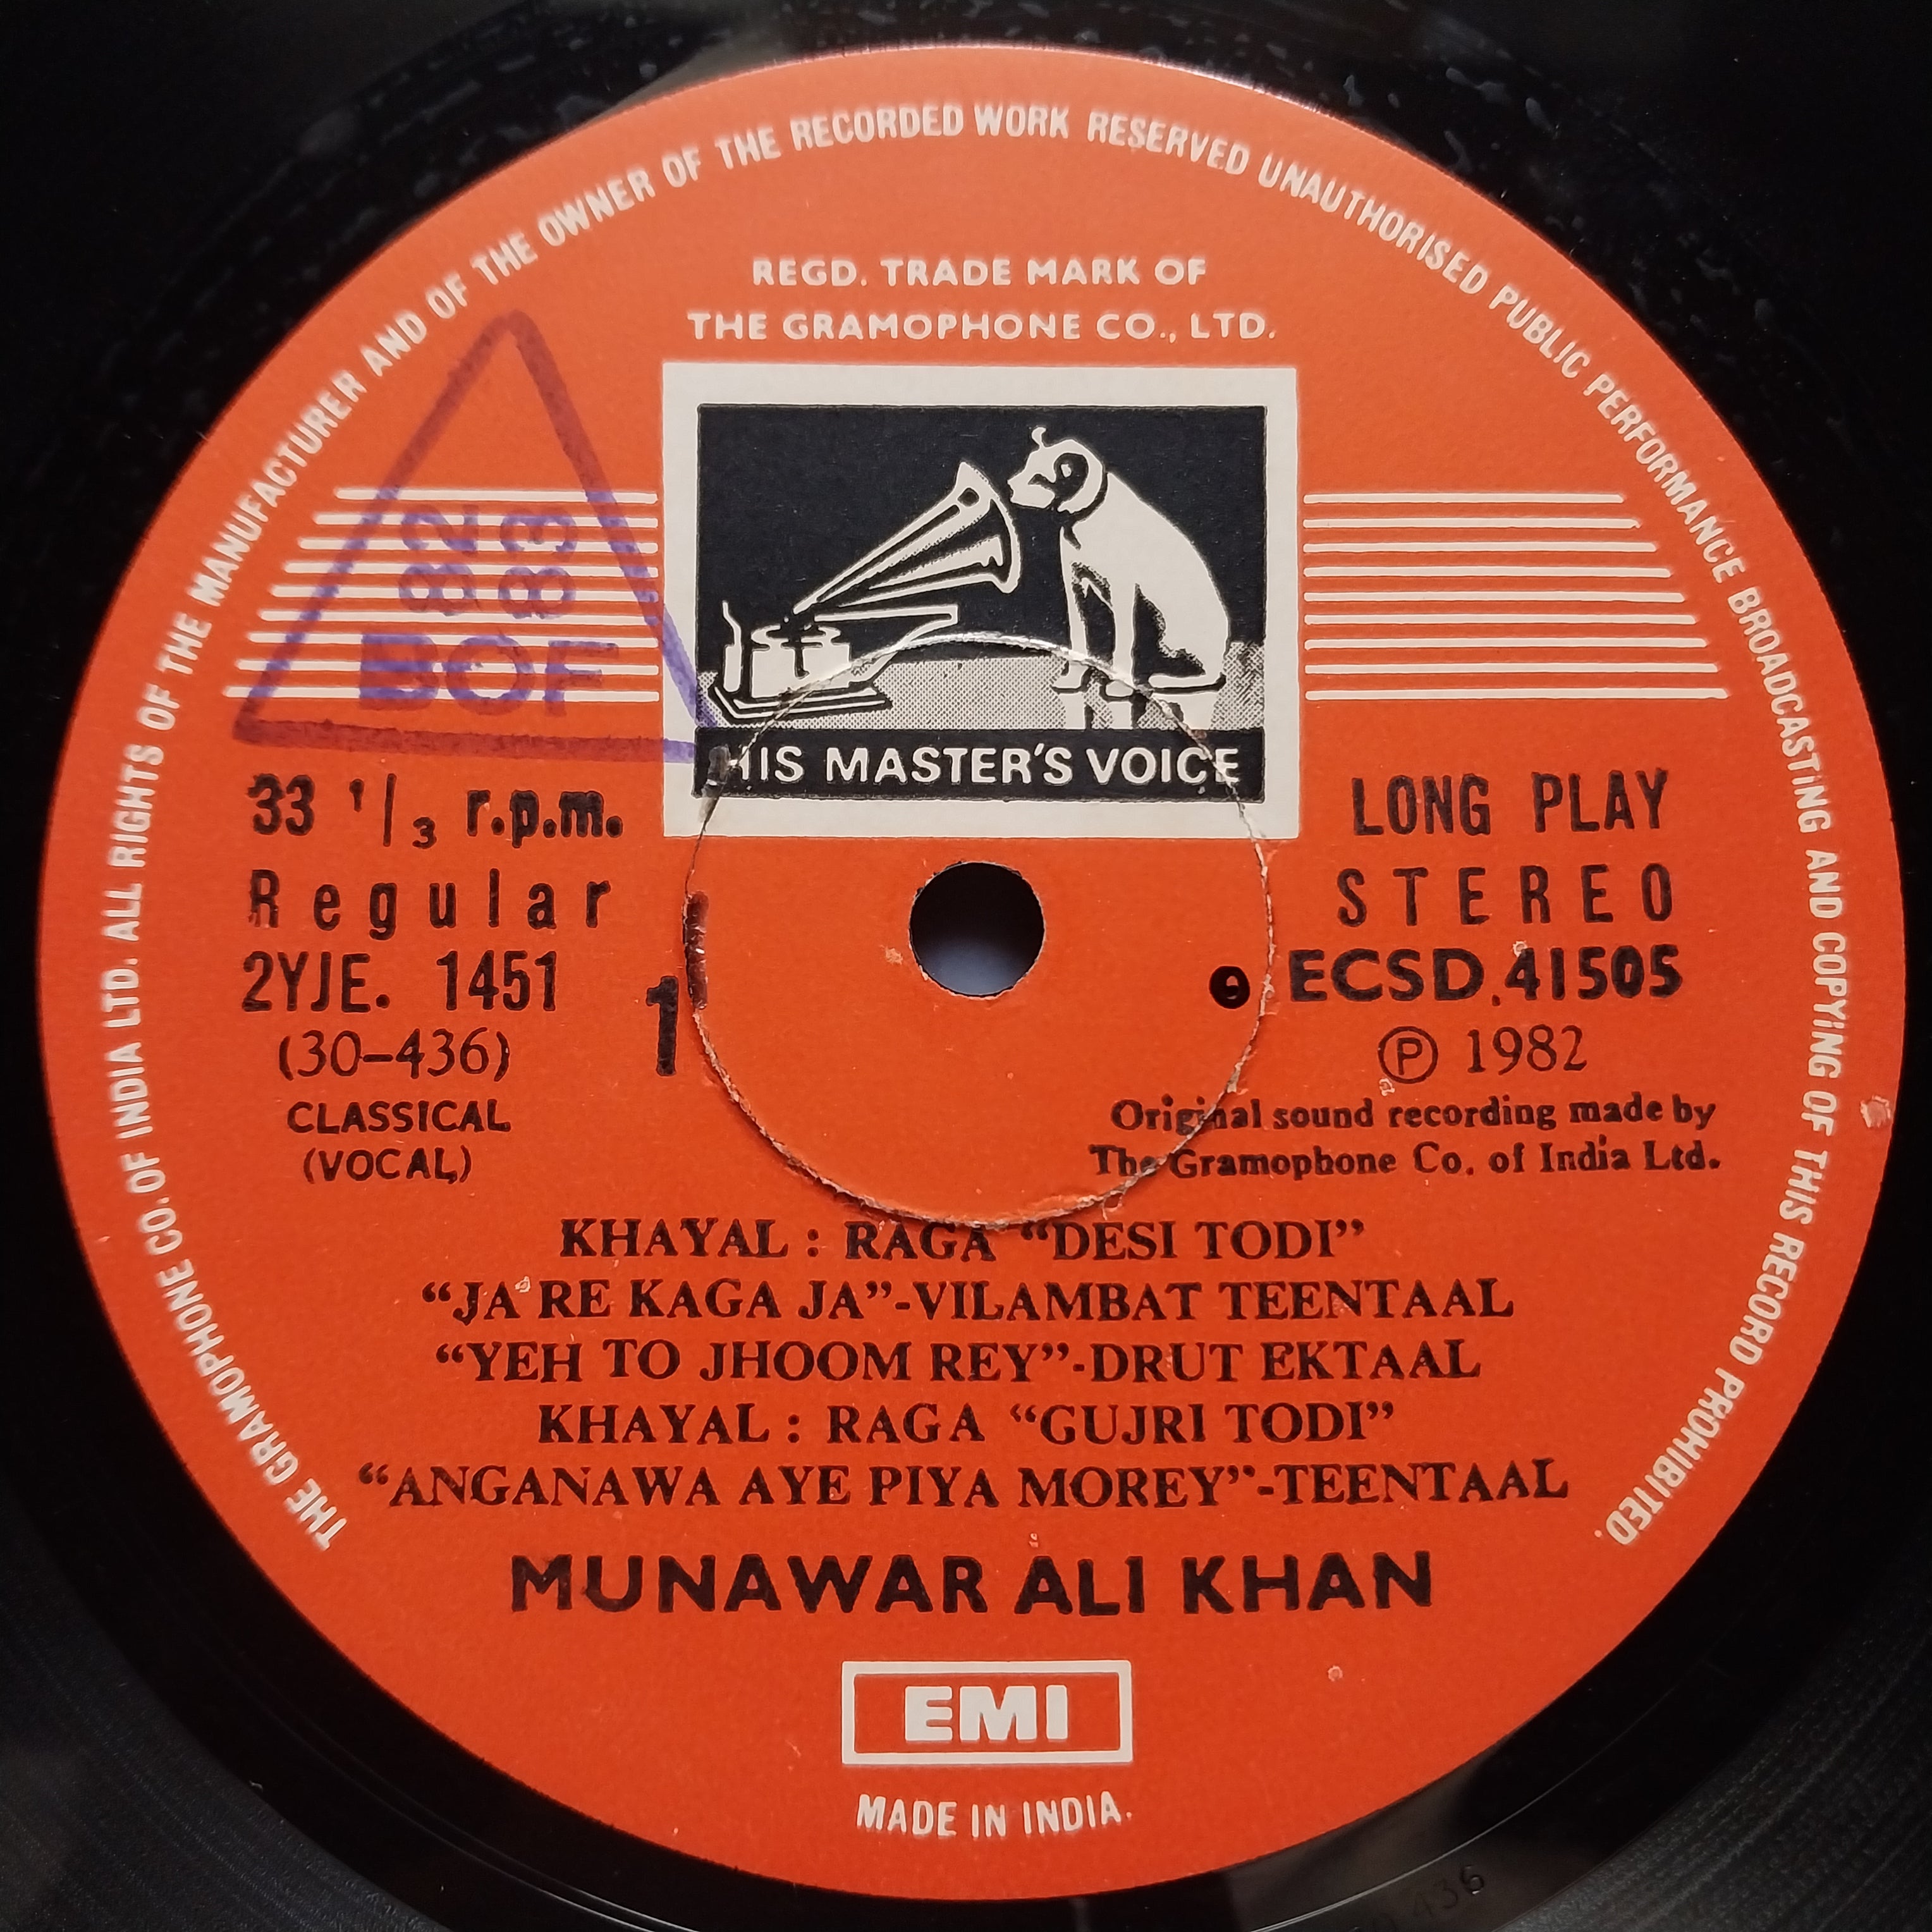 THE GRAMOPHONE CO. OF INDIA LTD. ALL RIGHTS OF THE MANUFACTURER AND OF THE OWNER OF THE RECORDED WORK RESERVED UNAUTHORISED PUBLIC PERFORMANCE BROADCASTING AND COPYING OF THIS RECORD PROHIBITED.
REGD. TRADE MARK OF
THE GRAMOPHONE CO., LTD.
82
883
BOF
HIS MASTER'S VOICE
33 1/3 r.p.m.
Regular
2YJE. 1451
(30-436)
CLASSICAL
(VOCAL)
1
LONG PLAY
STEREO
ECSD.41505
Ⓟ 1982
Original sound recording made by
The Gramophone Co. of India Ltd.
KHAYAL : RAGA "DESI TODI"
"JA RE KAGA JA"-VILAMBAT TEENTAAL
"YEH TO JHOOM REY"-DRUT EKTAAL
KHAYAL : RAGA "GUJRI TODI"
"ANGANAWA AYE PIYA MOREY"-TEENTAAL
MUNAWAR ALI KHAN
EMI
MADE IN INDIA.
436